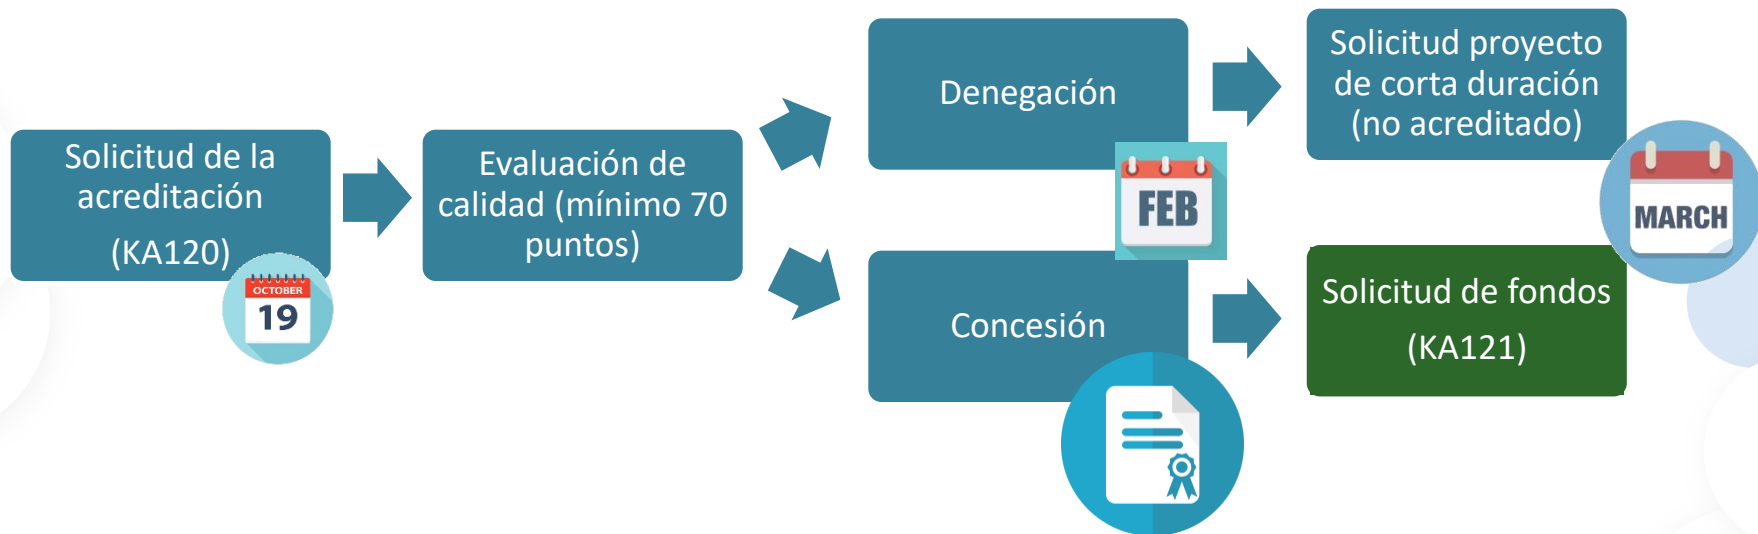 Solicitud de la
acreditación
(KA120)
OCTOBER
19
Evaluación de
calidad (mínimo 70
puntos)
Denegación
FEB
Concesión
Solicitud proyecto
de corta duración
(no acreditado)
MARCH
Solicitud de fondos
(KA121)